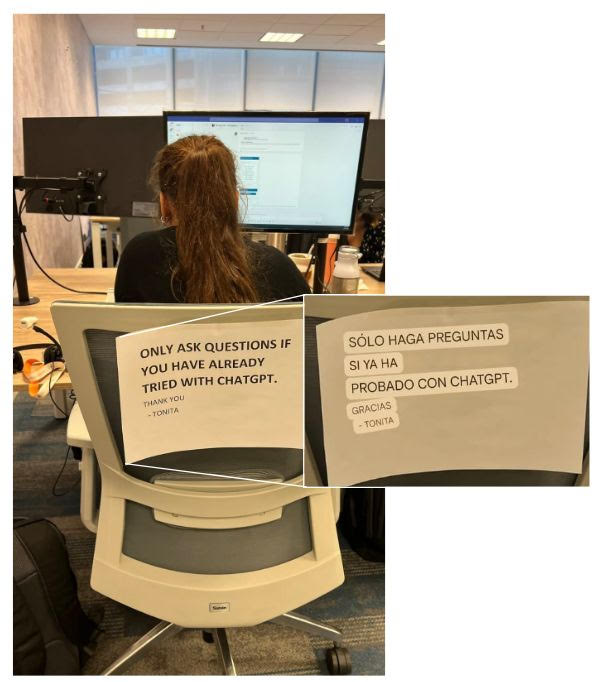 ONLY ASK QUESTIONS IF
YOU HAVE ALREADY
TRIED WITH CHATGPT.
THANK YOU
- TONITA
SÓLO HAGA PREGUNTAS
SI YA HA
PROBADO CON CHATGPT.
GRACIAS
- TONITA